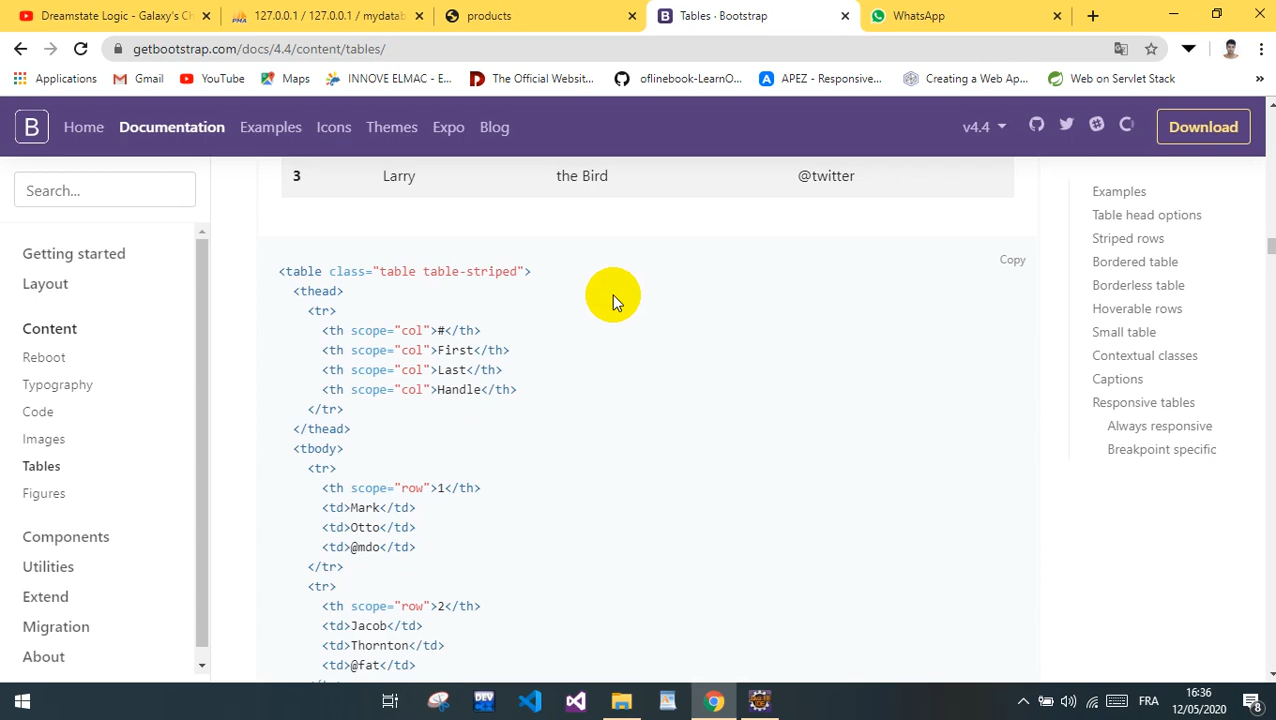 Dreamstate Logic - Galaxy's C
127.0.0.1 / 127.0.0.1 / mydatab
products
Tables · Bootstrap
WhatsApp
getbootstrap.com/docs/4.4/content/tables/
Applications
Gmail
YouTube
Maps
INNOVE ELMAC - E...
The Official Websit...
oflinebook-LearnO...
APEZ - Responsive...
Creating a Web Ap...
Web on Servlet Stack
»
B
Home
Documentation
Examples
Icons
Themes
Expo
Blog
v4.4
Download
Search...
Getting started
Layout
Content
Reboot
Typography
Code
Images
Tables
Figures
Components
Utilities
Extend
Migration
About
3 Larry the Bird @twitter
Copy
<table class="table table-striped">
<thead>
<tr>
<th scope="col">#</th>
<th scope="col">First</th>
<th scope="col">Last</th>
<th scope="col">Handle</th>
</tr>
</thead>
<tbody>
<tr>
<th scope="row">1</th>
<td>Mark</td>
<td>Otto</td>
<td>@mdo</td>
</tr>
<tr>
<th scope="row">2</th>
<td>Jacob</td>
<td>Thornton</td>
<td>@fat</td>
Examples
Table head options
Striped rows
Bordered table
Borderless table
Hoverable rows
Small table
Contextual classes
Captions
Responsive tables
Always responsive
Breakpoint specific
FRA
16:36
12/05/2020
8